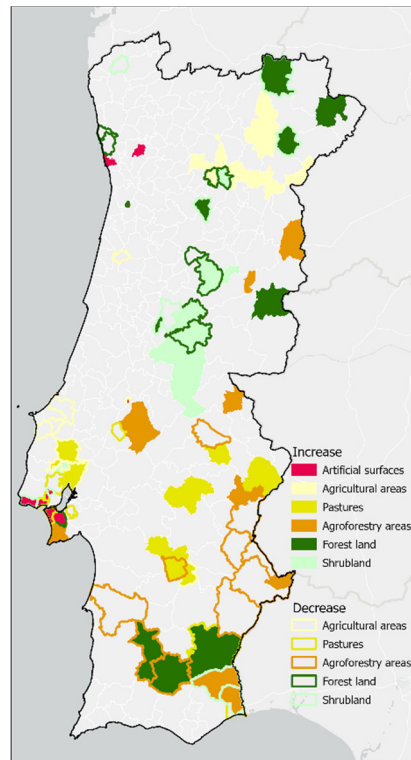 Increase
Artificial surfaces
Agricultural areas
Pastures
Agroforestry areas
Forest land
Shrubland
Decrease
Agricultural areas
Pastures
Agroforestry areas
Forest land
Shrubland